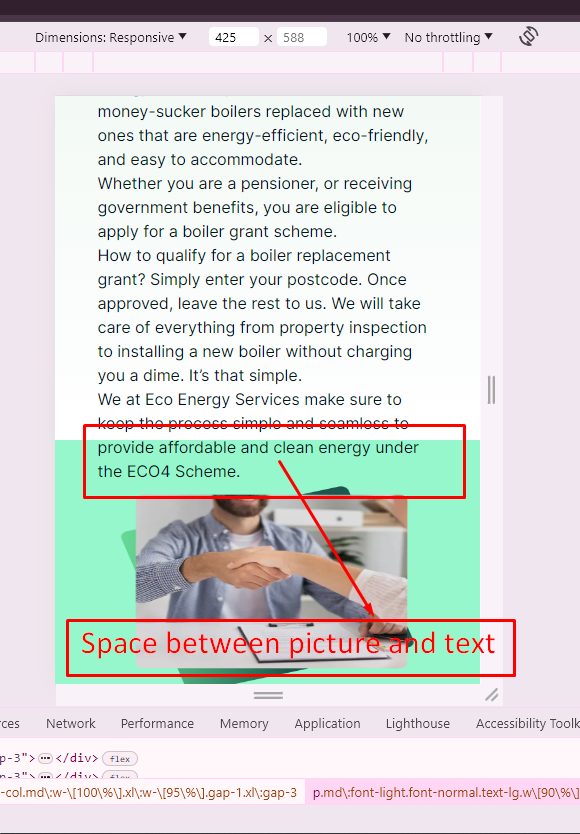 Dimensions: Responsive 425 × 588 100% No throttling
money-sucker boilers replaced with new
ones that are energy-efficient, eco-friendly,
and easy to accommodate.
Whether you are a pensioner, or receiving
government benefits, you are eligible to
apply for a boiler grant scheme.
How to qualify for a boiler replacement
grant? Simply enter your postcode. Once
approved, leave the rest to us. We will take
care of everything from property inspection
to installing a new boiler without charging
you a dime. It’s that simple.
We at Eco Energy Services make sure to
keep the process simple and seamless to
provide affordable and clean energy under
the ECO4 Scheme.
Space between picture and text
rces Network Performance Memory Application Lighthouse Accessibility Toolk
p-3"> ••• </div> flex
p-3"> ••• </div> flex
-col.md\:w-\[100\%\].xl\:w-\[95\%\].gap-1.xl\:gap-3 p.md\:font-light.font-normal.text-lg.w\[90\%\]